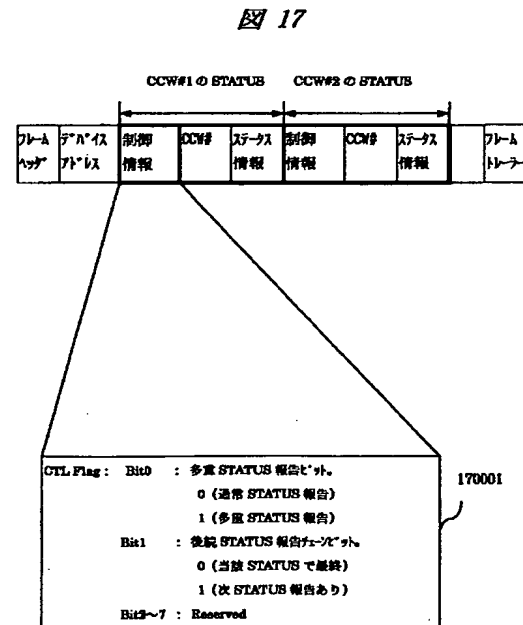 図 17
CCW#1 の STATUS CCW#2 の STATUS
フレーム デバイス 制御 CCW# ステータス 制御 CCW# ステータス フレーム
ヘッダ アドレス 情報 情報 情報 情報 トレーラー
CTL Flag : Bit0 : 多重 STATUS 報告ビット。
0 (通常 STATUS 報告)
1 (多重 STATUS 報告)
170001
Bit1 : 後続 STATUS 報告チェーンビット。
0 (当該 STATUS で最終)
1 (次 STATUS 報告あり)
Bit2～7 : Reserved